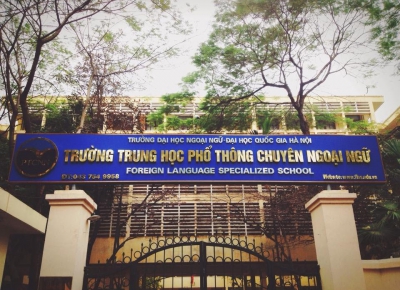 TRƯỜNG ĐẠI HỌC NGOẠI NGỮ-ĐẠI HỌC QUỐC GIA HÀ NỘI
TRƯỜNG TRUNG HỌC PHỔ THÔNG CHUYÊN NGOẠI NGỮ
FOREIGN LANGUAGE SPECIALIZED SCHOOL